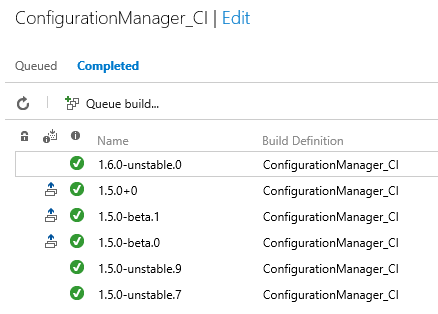 ConfigurationManager_CI | Edit
Queued Completed
Queue build...
Name Build Definition
1.6.0-unstable.0 ConfigurationManager_CI
1.5.0+0 ConfigurationManager_CI
1.5.0-beta.1 ConfigurationManager_CI
1.5.0-beta.0 ConfigurationManager_CI
1.5.0-unstable.9 ConfigurationManager_CI
1.5.0-unstable.7 ConfigurationManager_CI